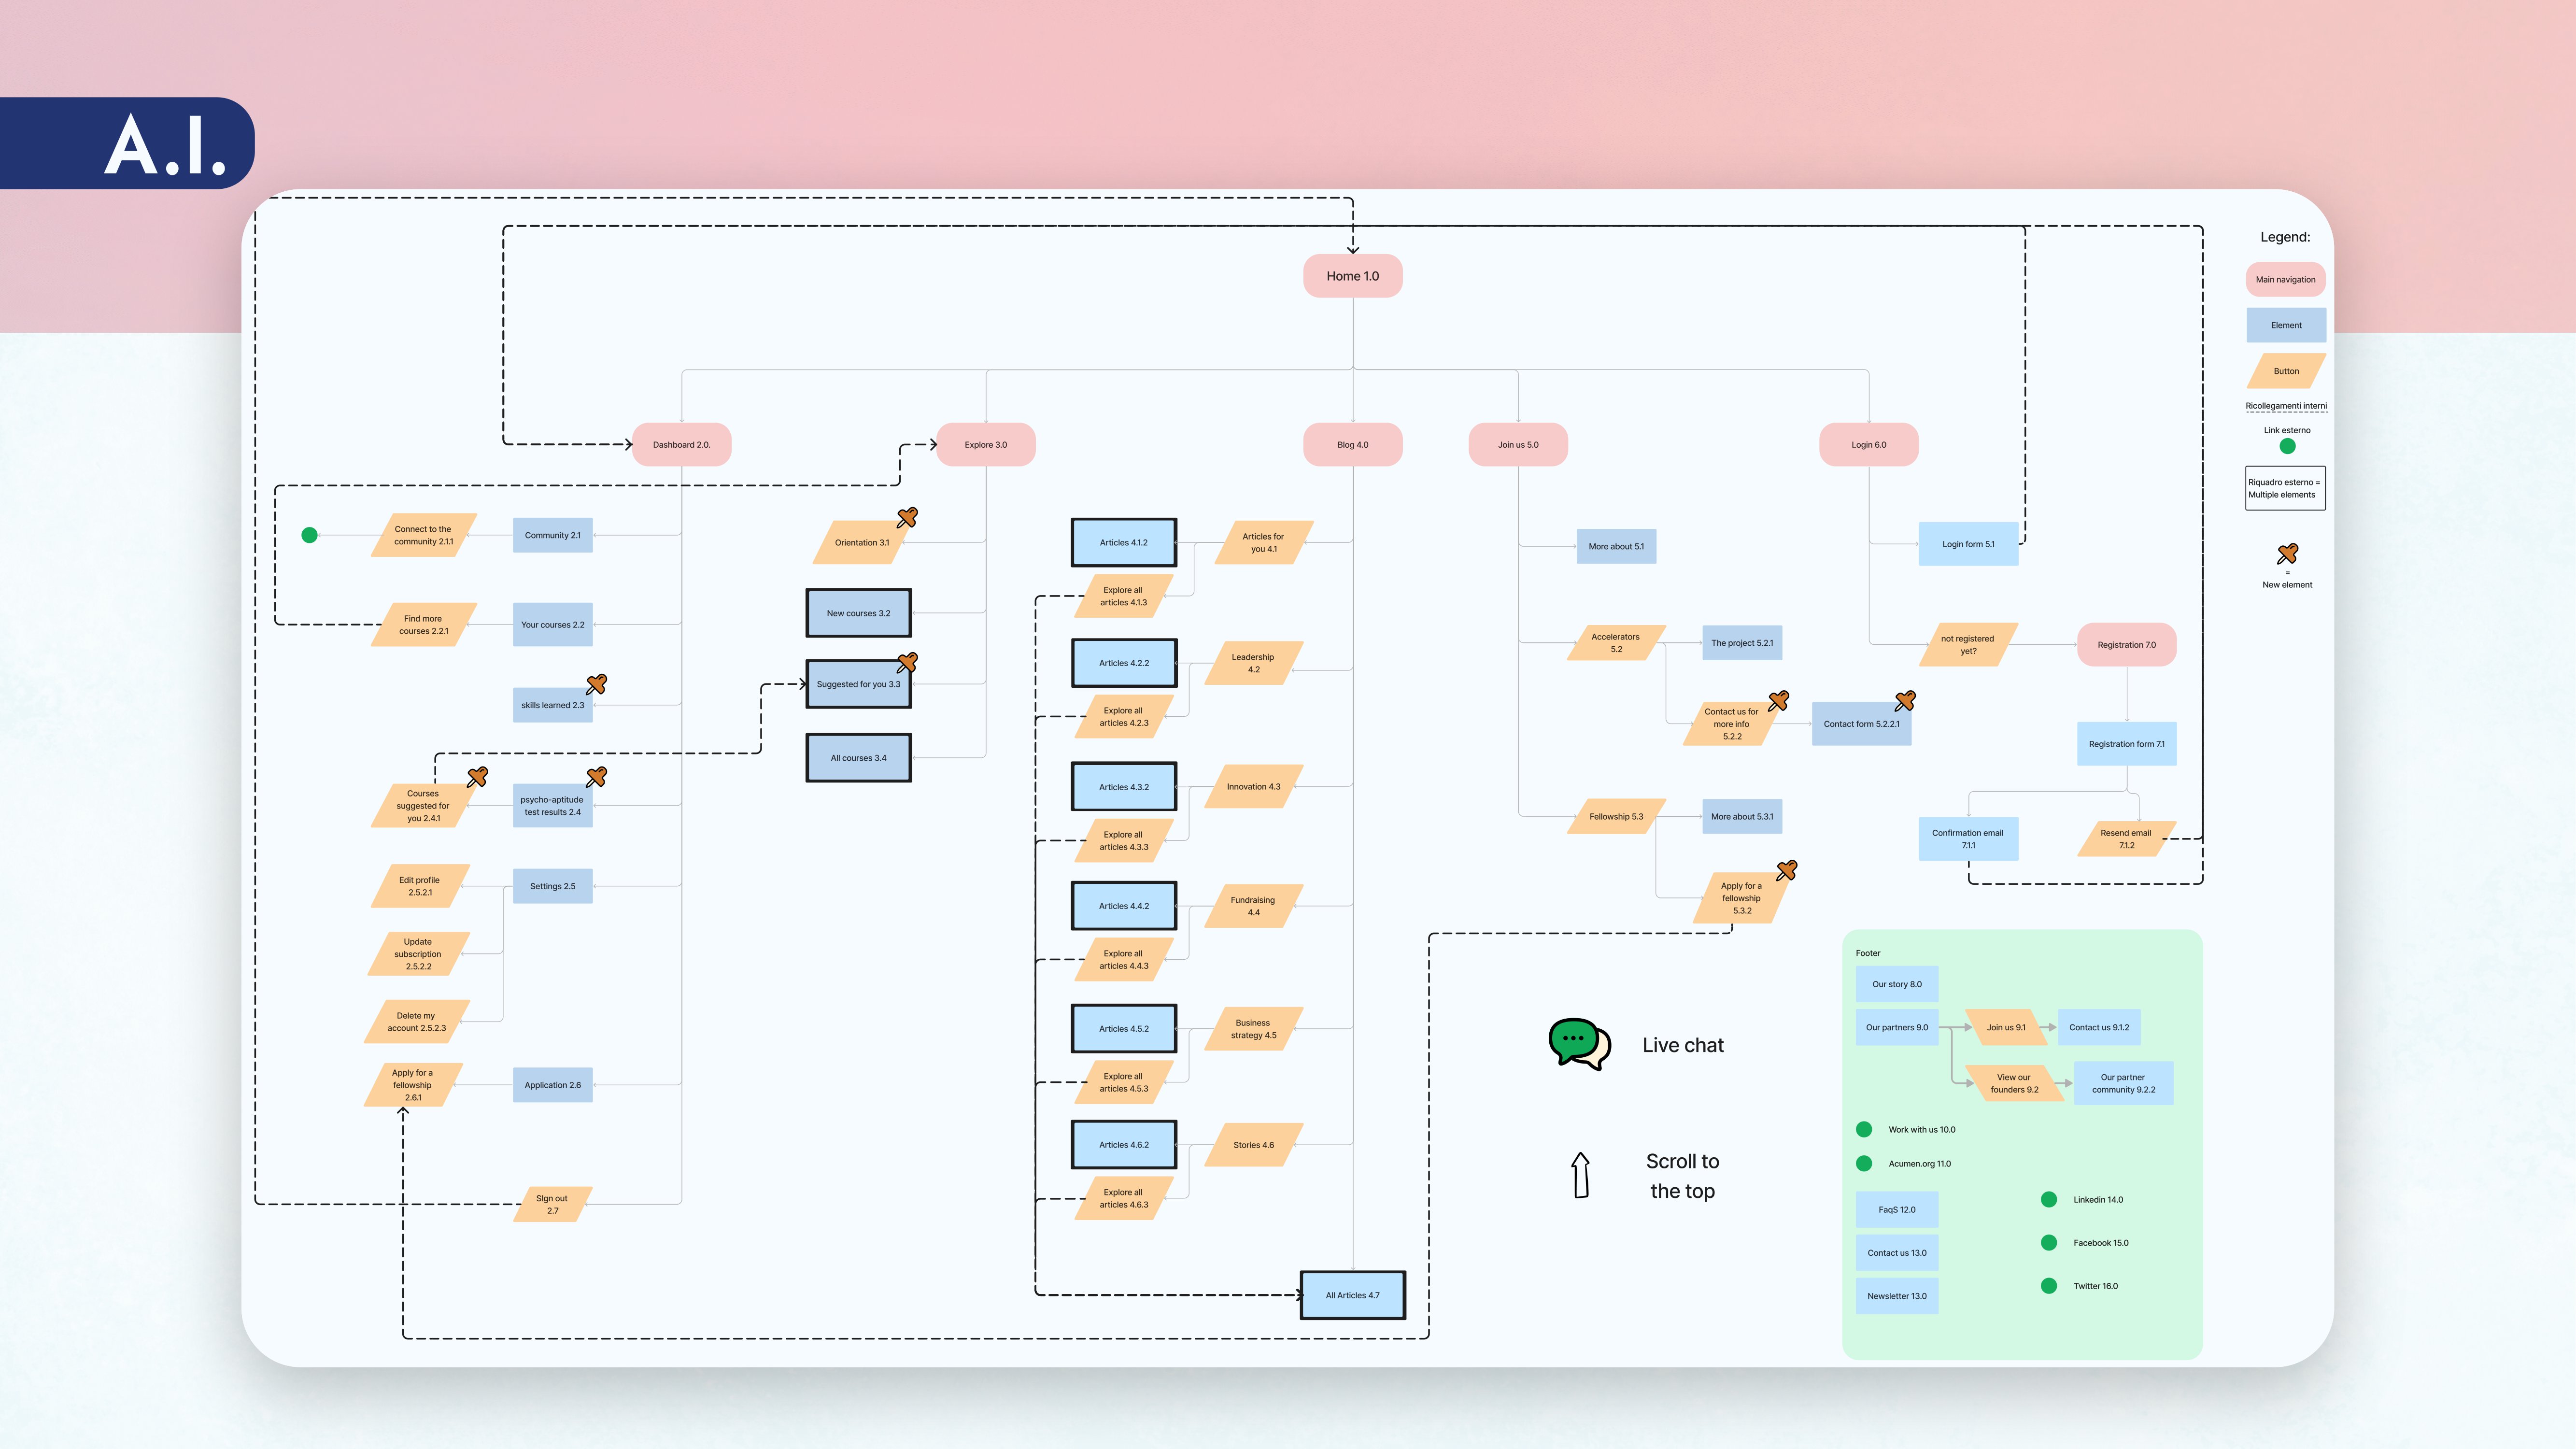 A.I.
Home 1.0
Legend:
Main navigation
Element
Button
Ricollegamenti interni
Link esterno
Riquadro esterno =
Multiple elements
=
New element
Dashboard 2.0.
Explore 3.0
Blog 4.0
Join us 5.0
Login 6.0
Connect to the
community 2.1.1
Community 2.1
Find more
courses 2.2.1
Your courses 2.2
skills learned 2.3
Courses
suggested for
you 2.4.1
psycho-aptitude
test results 2.4
Edit profile
2.5.2.1
Settings 2.5
Update
subscription
2.5.2.2
Delete my
account 2.5.2.3
Apply for a
fellowship
2.6.1
Application 2.6
SIgn out
2.7
Orientation 3.1
New courses 3.2
Suggested for you 3.3
All courses 3.4
Articles 4.1.2
Articles for
you 4.1
Explore all
articles 4.1.3
Articles 4.2.2
Leadership
4.2
Explore all
articles 4.2.3
Articles 4.3.2
Innovation 4.3
Explore all
articles 4.3.3
Articles 4.4.2
Fundraising
4.4
Explore all
articles 4.4.3
Articles 4.5.2
Business
strategy 4.5
Explore all
articles 4.5.3
Articles 4.6.2
Stories 4.6
Explore all
articles 4.6.3
All Articles 4.7
More about 5.1
Accelerators
5.2
The project 5.2.1
Contact us for
more info
5.2.2
Contact form 5.2.2.1
Fellowship 5.3
More about 5.3.1
Apply for a
fellowship
5.3.2
Login form 5.1
not registered
yet?
Registration 7.0
Registration form 7.1
Confirmation email
7.1.1
Resend email
7.1.2
Live chat
Scroll to
the top
Footer
Our story 8.0
Our partners 9.0
Join us 9.1
Contact us 9.1.2
View our
founders 9.2
Our partner
community 9.2.2
Work with us 10.0
Acumen.org 11.0
FaqS 12.0
Contact us 13.0
Newsletter 13.0
Linkedin 14.0
Facebook 15.0
Twitter 16.0